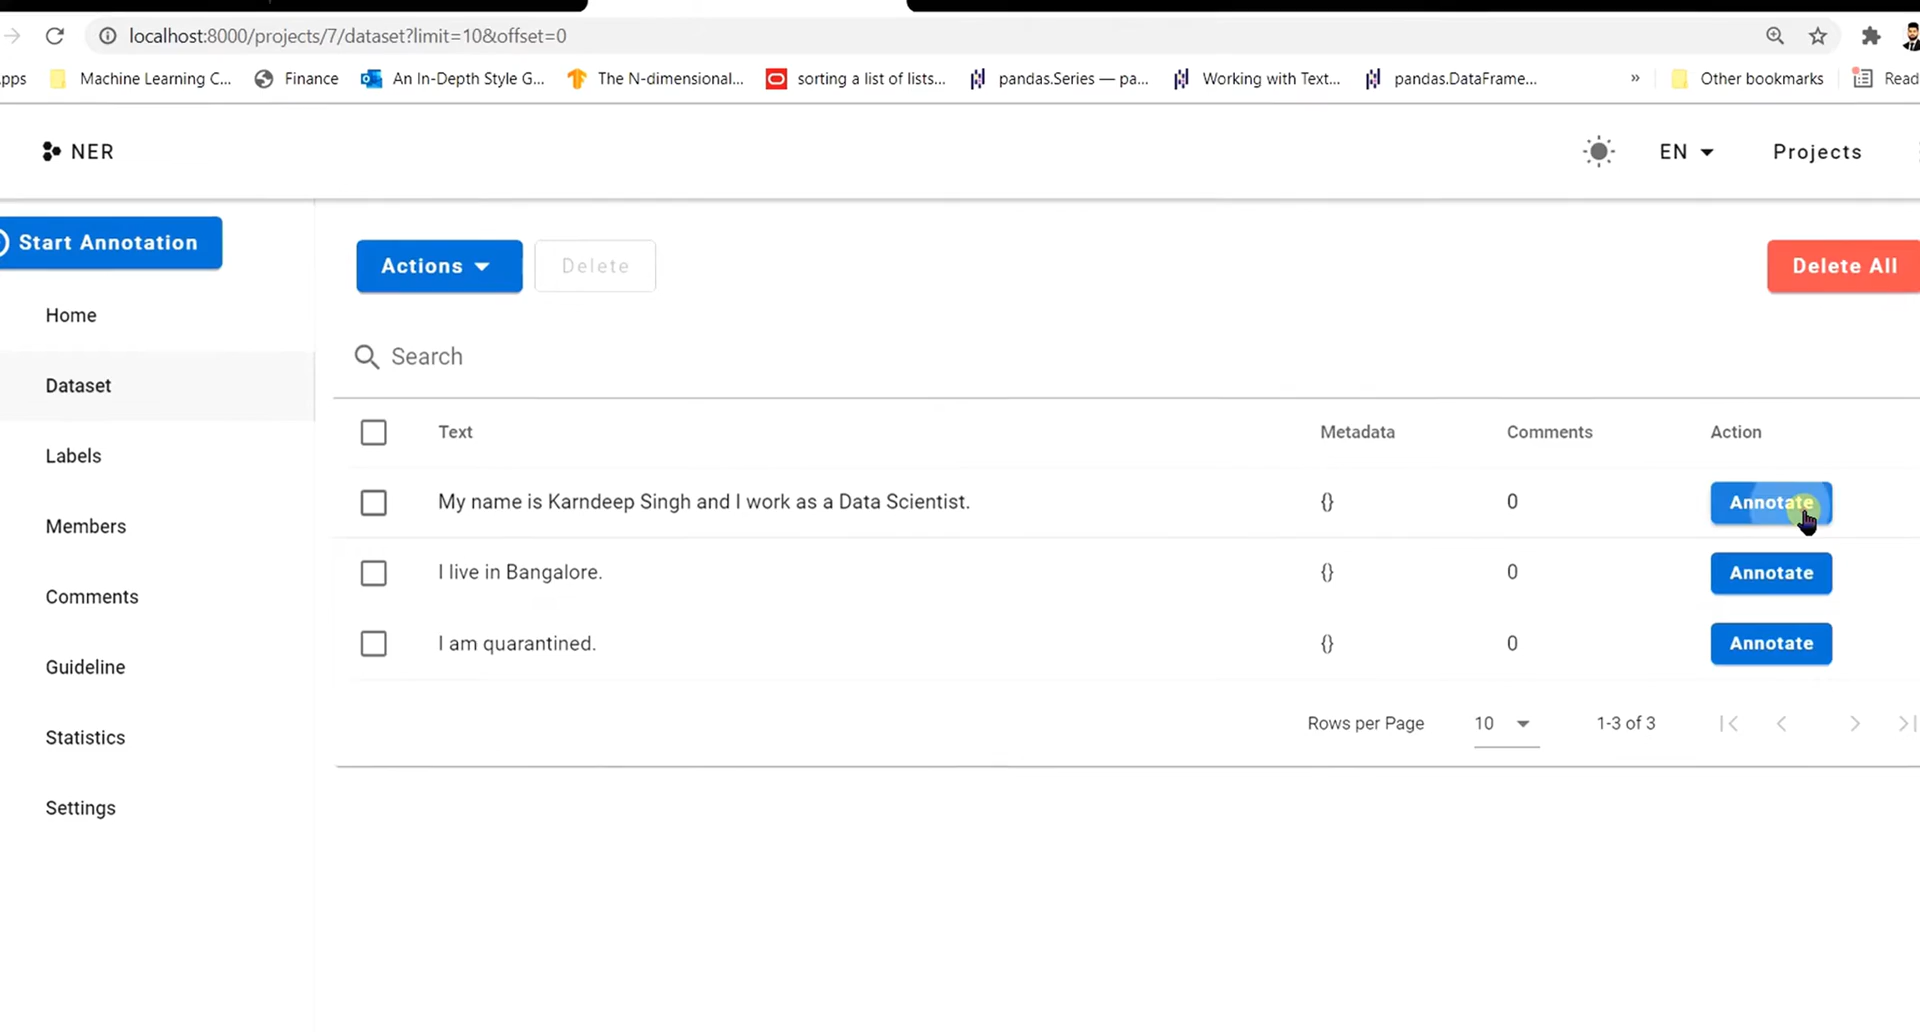 localhost:8000/projects/7/dataset?limit=10&offset=0
pps Machine Learning C... Finance An In-Depth Style G... The N-dimensional... sorting a list of lists... pandas.Series — pa... Working with Text... pandas.DataFrame... » Other bookmarks Read
NER EN Projects
Start Annotation
Home
Dataset
Labels
Members
Comments
Guideline
Statistics
Settings
Actions Delete Delete All
Search
Text Metadata Comments Action
My name is Karndeep Singh and I work as a Data Scientist. {} 0 Annotate
I live in Bangalore. {} 0 Annotate
I am quarantined. {} 0 Annotate
Rows per Page 10 1-3 of 3